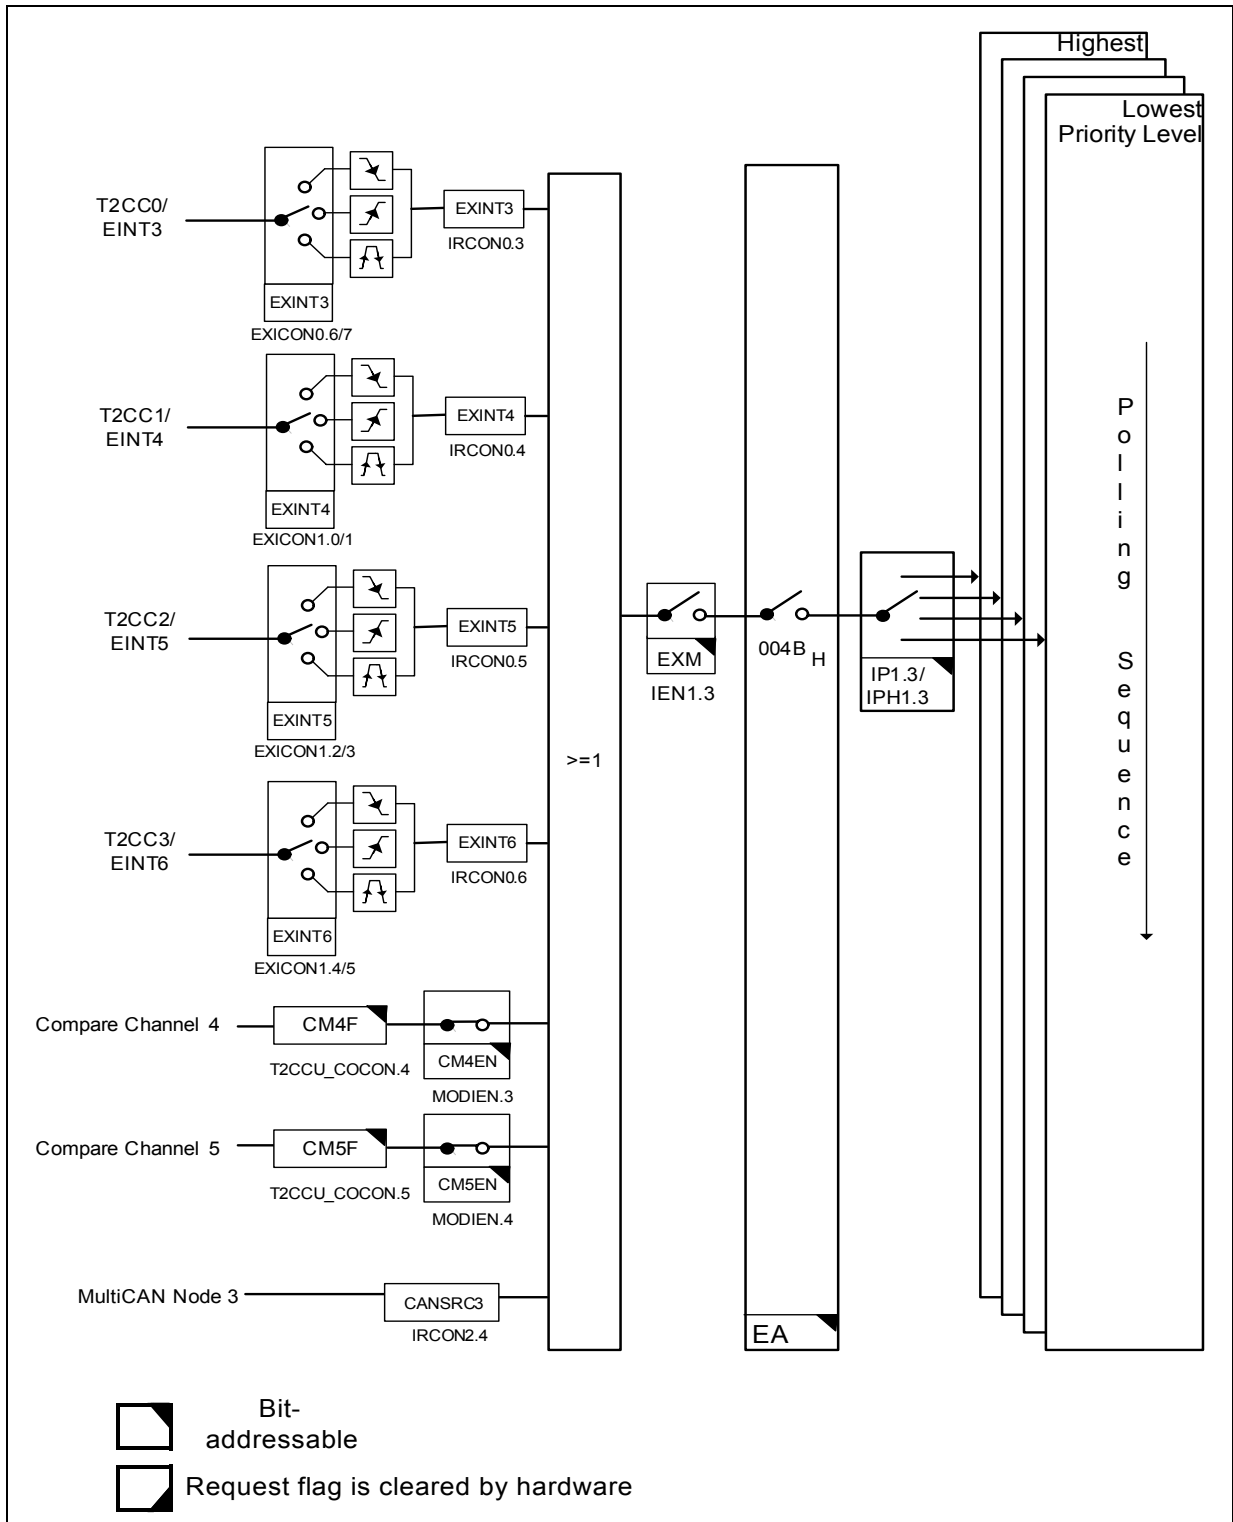 Highest
Lowest
Priority Level
T2CC0/
EINT3
EXINT3
EXICON0.6/7
EXINT3
IRCON0.3
T2CC1/
EINT4
EXINT4
EXICON1.0/1
EXINT4
IRCON0.4
T2CC2/
EINT5
EXINT5
EXICON1.2/3
EXINT5
IRCON0.5
T2CC3/
EINT6
EXINT6
EXICON1.4/5
EXINT6
IRCON0.6
Compare Channel 4
CM4F
T2CCU_COCON.4
CM4EN
MODIEN.3
Compare Channel 5
CM5F
T2CCU_COCON.5
CM5EN
MODIEN.4
MultiCAN Node 3
CANSRC3
IRCON2.4
>=1
EXM
IEN1.3
004B H
EA
IP1.3/
IPH1.3
Polling Sequence
Bit-
addressable
Request flag is cleared by hardware